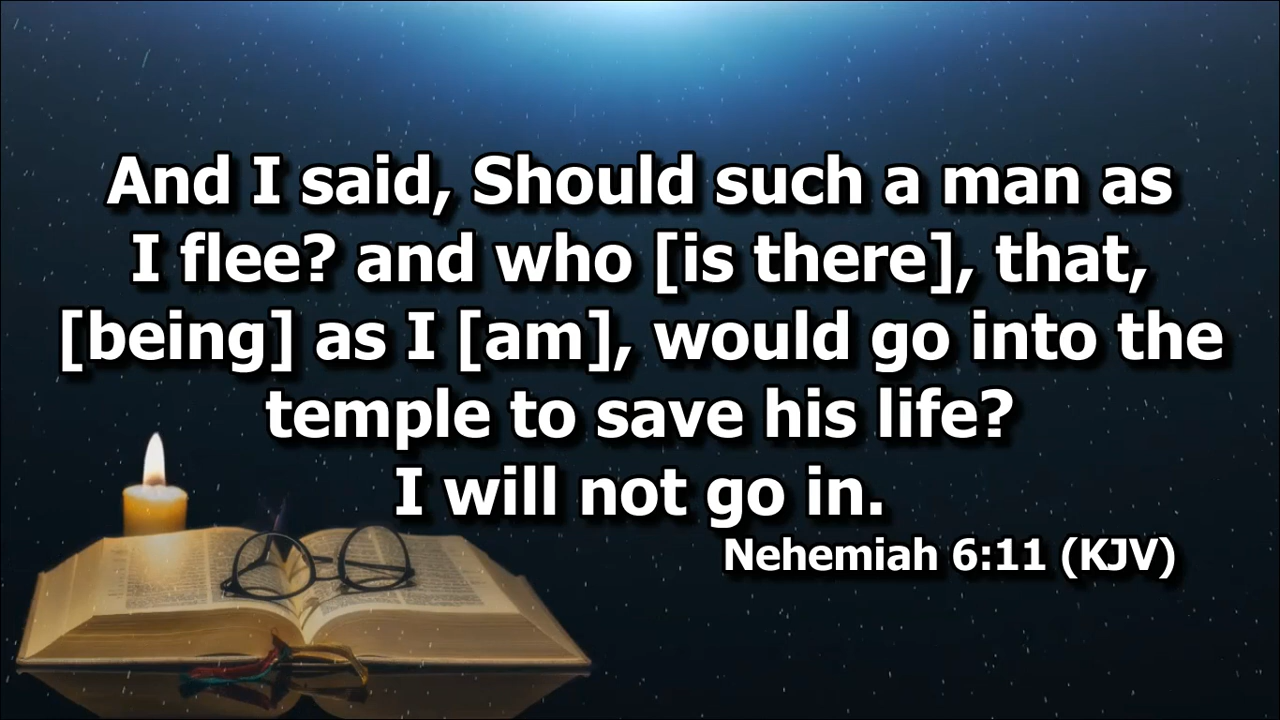 And I said, Should such a man as
I flee? and who [is there], that,
[being] as I [am], would go into the
temple to save his life?
I will not go in.
Nehemiah 6:11 (KJV)